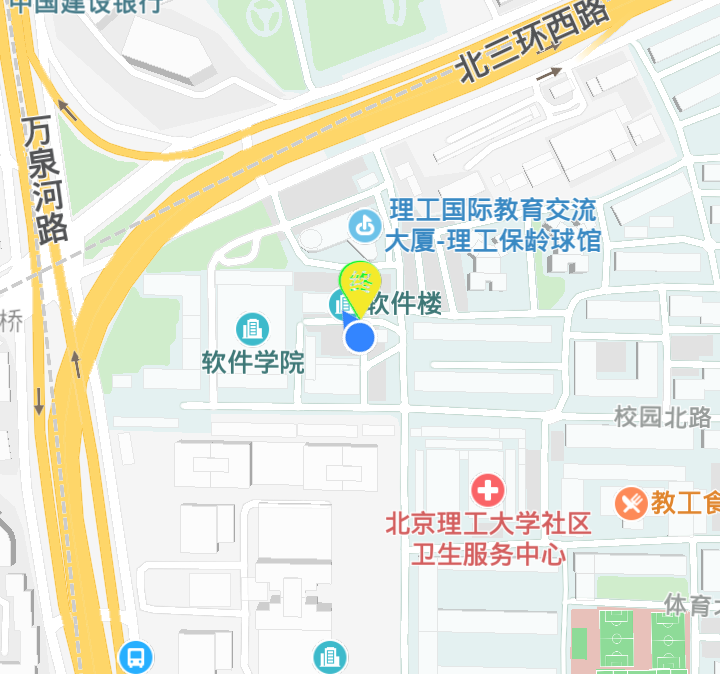 中国建设银行
北三环西路
万泉河路
理工国际教育交流
大厦-理工保龄球馆
终
软件楼
桥
软件学院
校园北路
教工食
北京理工大学社区
卫生服务中心
体育